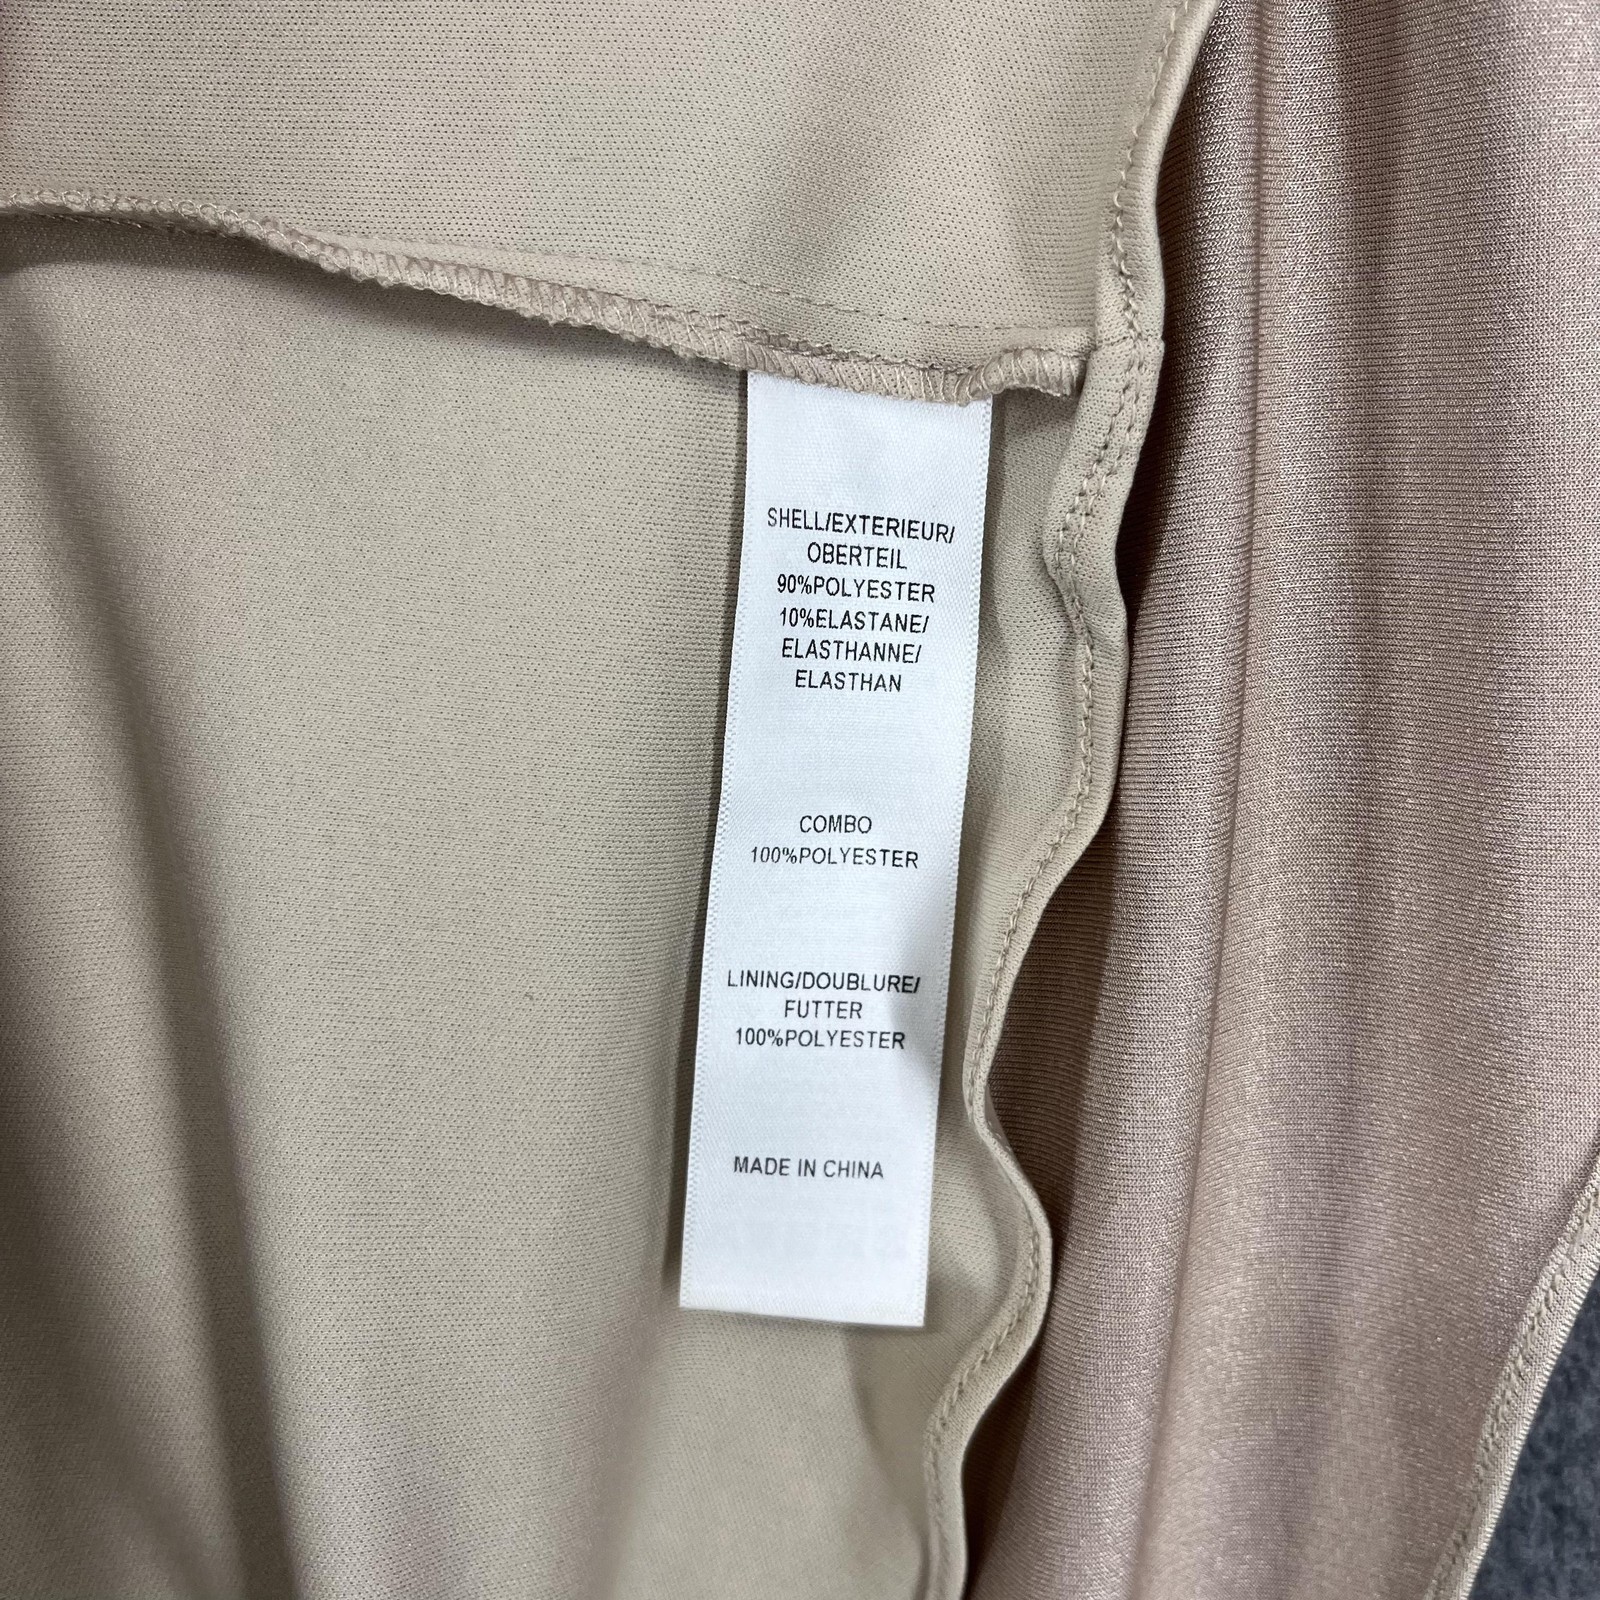 SHELL/EXTERIEUR/
OBERTEIL
90%POLYESTER
10%ELASTANE/
ELASTHANNE/
ELASTHAN
COMBO
100%POLYESTER
LINING/DOUBLURE/
FUTTER
100%POLYESTER
MADE IN CHINA